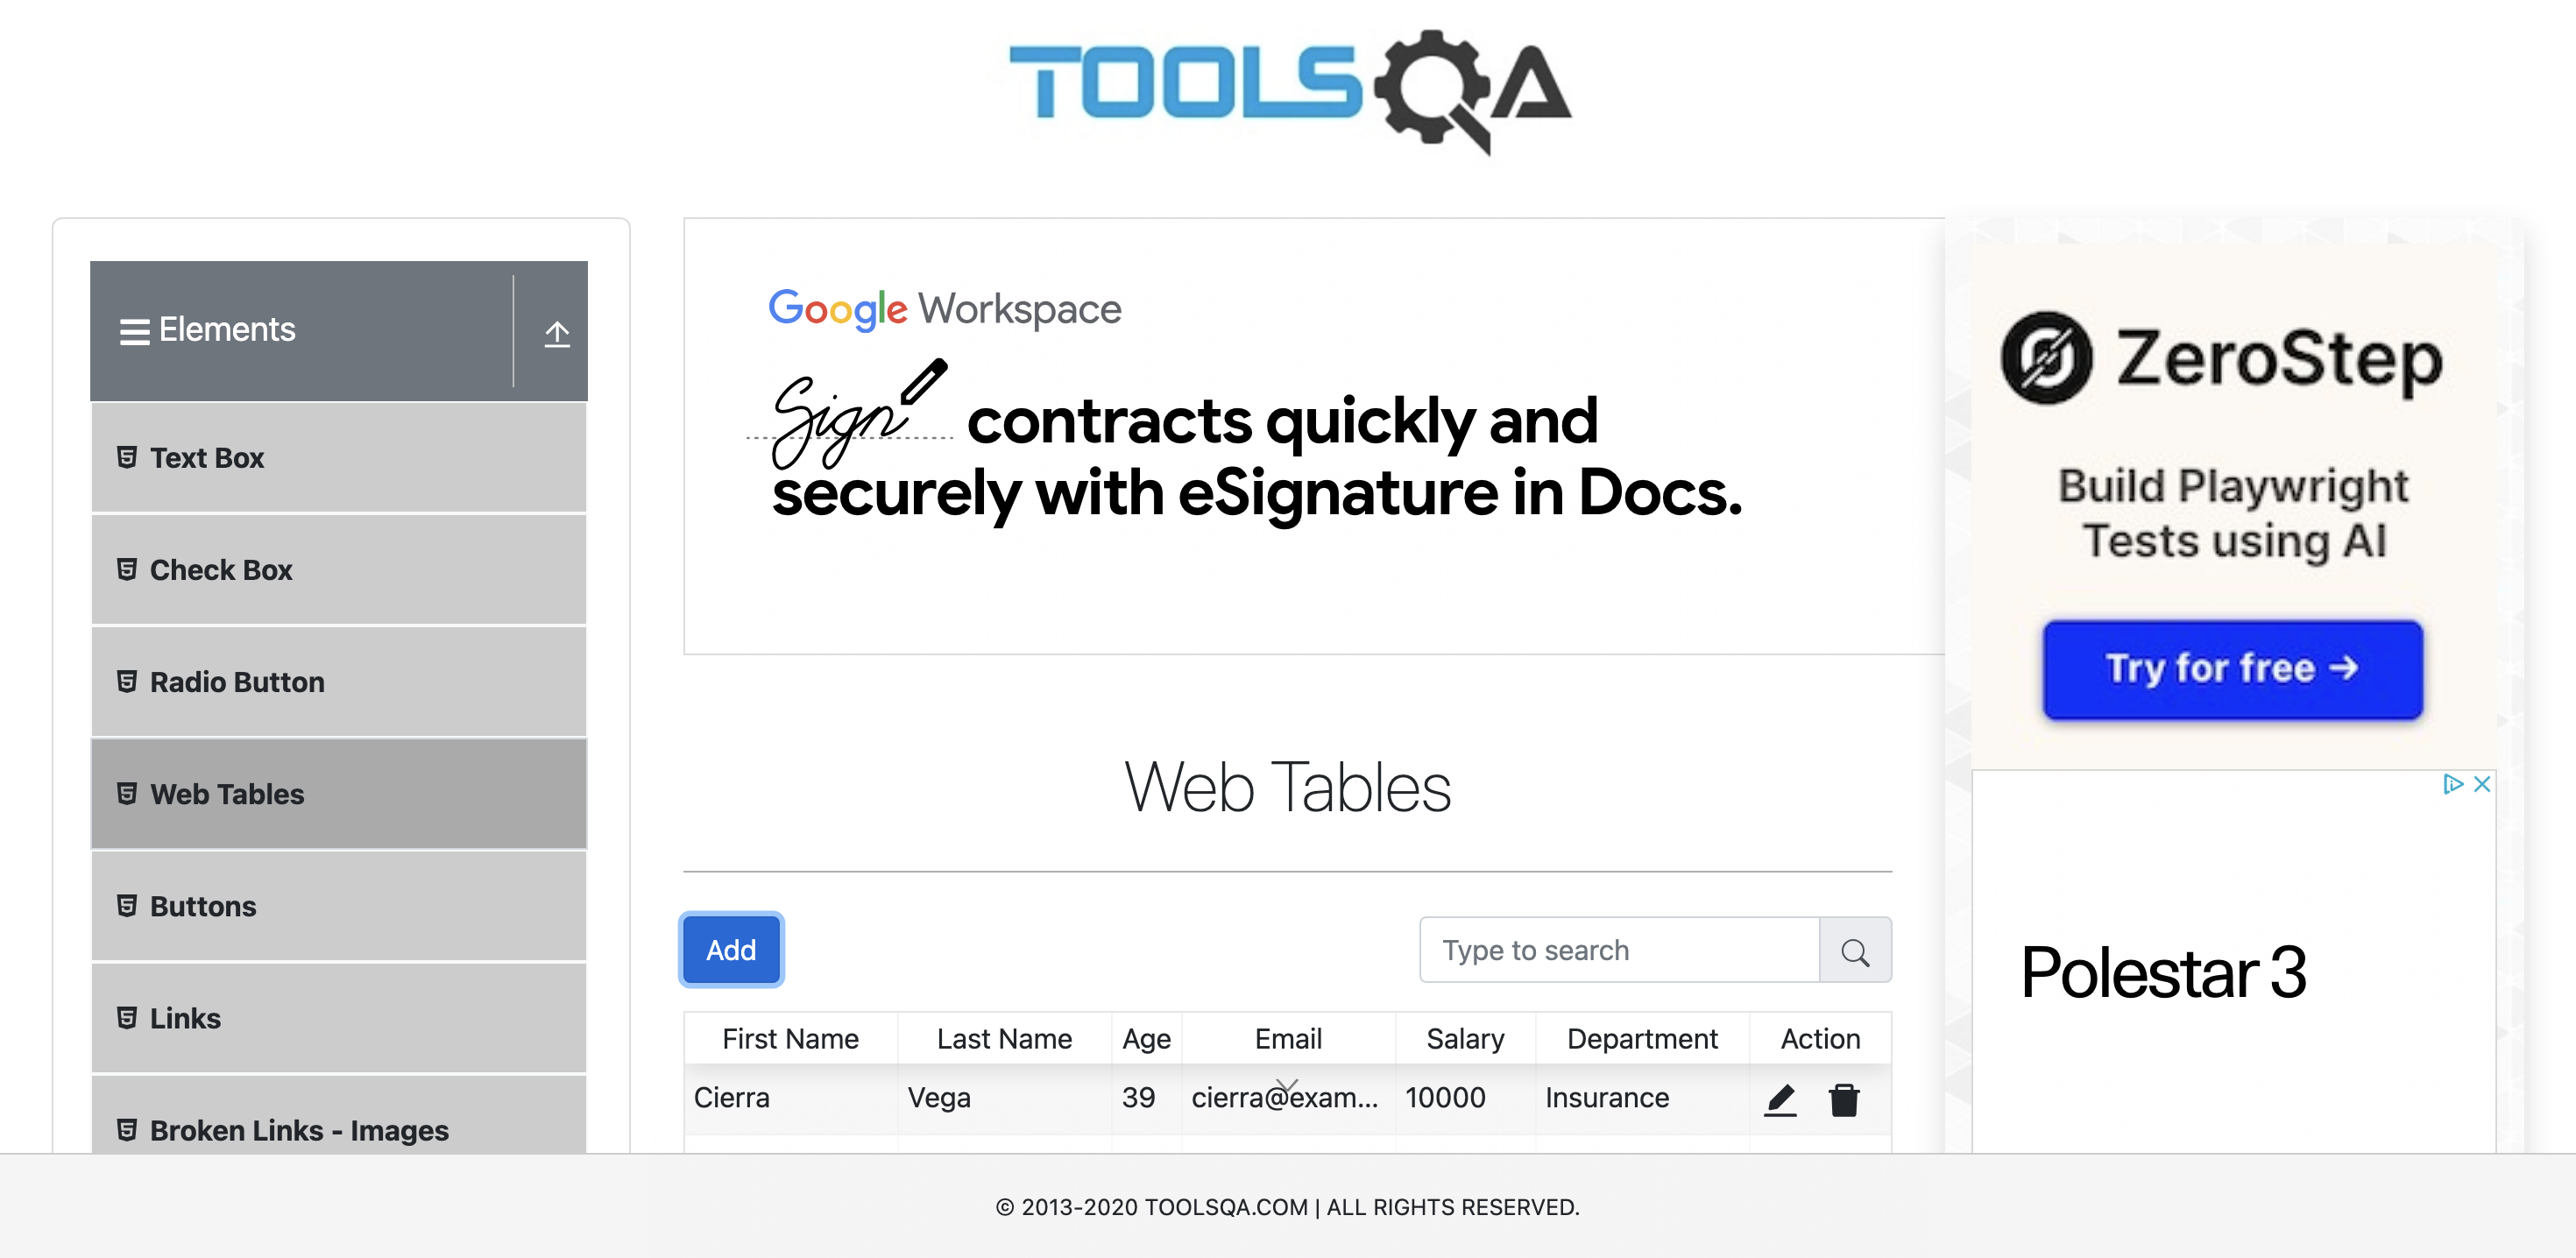 TOOLSQA
Elements
Text Box
Check Box
Radio Button
Web Tables
Buttons
Links
Broken Links - Images
Google Workspace
Sign contracts quickly and
securely with eSignature in Docs.
Web Tables
Add
Type to search
First Name Last Name Age Email Salary Department Action
Cierra Vega 39 cierra@exam... 10000 Insurance
ZeroStep
Build Playwright
Tests using AI
Try for free →
Polestar 3
© 2013-2020 TOOLSQA.COM | ALL RIGHTS RESERVED.